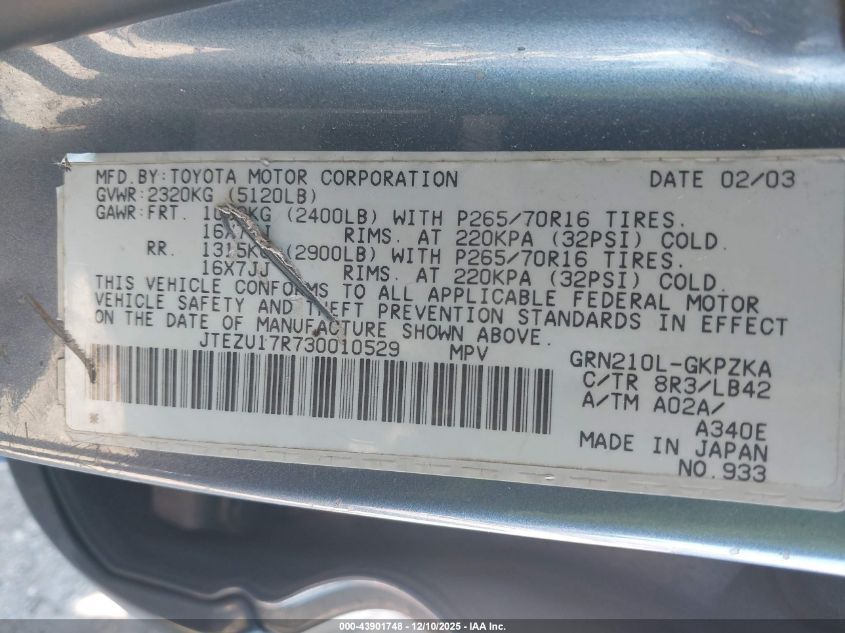 MFD.BY:TOYOTA MOTOR CORPORATION DATE 02/03
GVWR:2320KG (5120LB)
GAWR:FRT. (2400LB) WITH P265/70R16 TIRES.
RIMS. AT 220KPA (32PSI) COLD.
RR. 1315KG (2900LB) WITH P265/70R16 TIRES.
16X7JJ RIMS. AT 220KPA (32PSI) COLD.
THIS VEHICLE CONFORMS TO ALL APPLICABLE FEDERAL MOTOR
VEHICLE SAFETY AND THEFT PREVENTION STANDARDS IN EFFECT
ON THE DATE OF MANUFACTURE SHOWN ABOVE.
JTEZU17R730010529 MPV GRN210L-GKPZKA
C/TR 8R3/LB42
A/TM A02A/
A340E
MADE IN JAPAN
NO.933
000-43901748 - 12/10/2025 - IAA Inc.